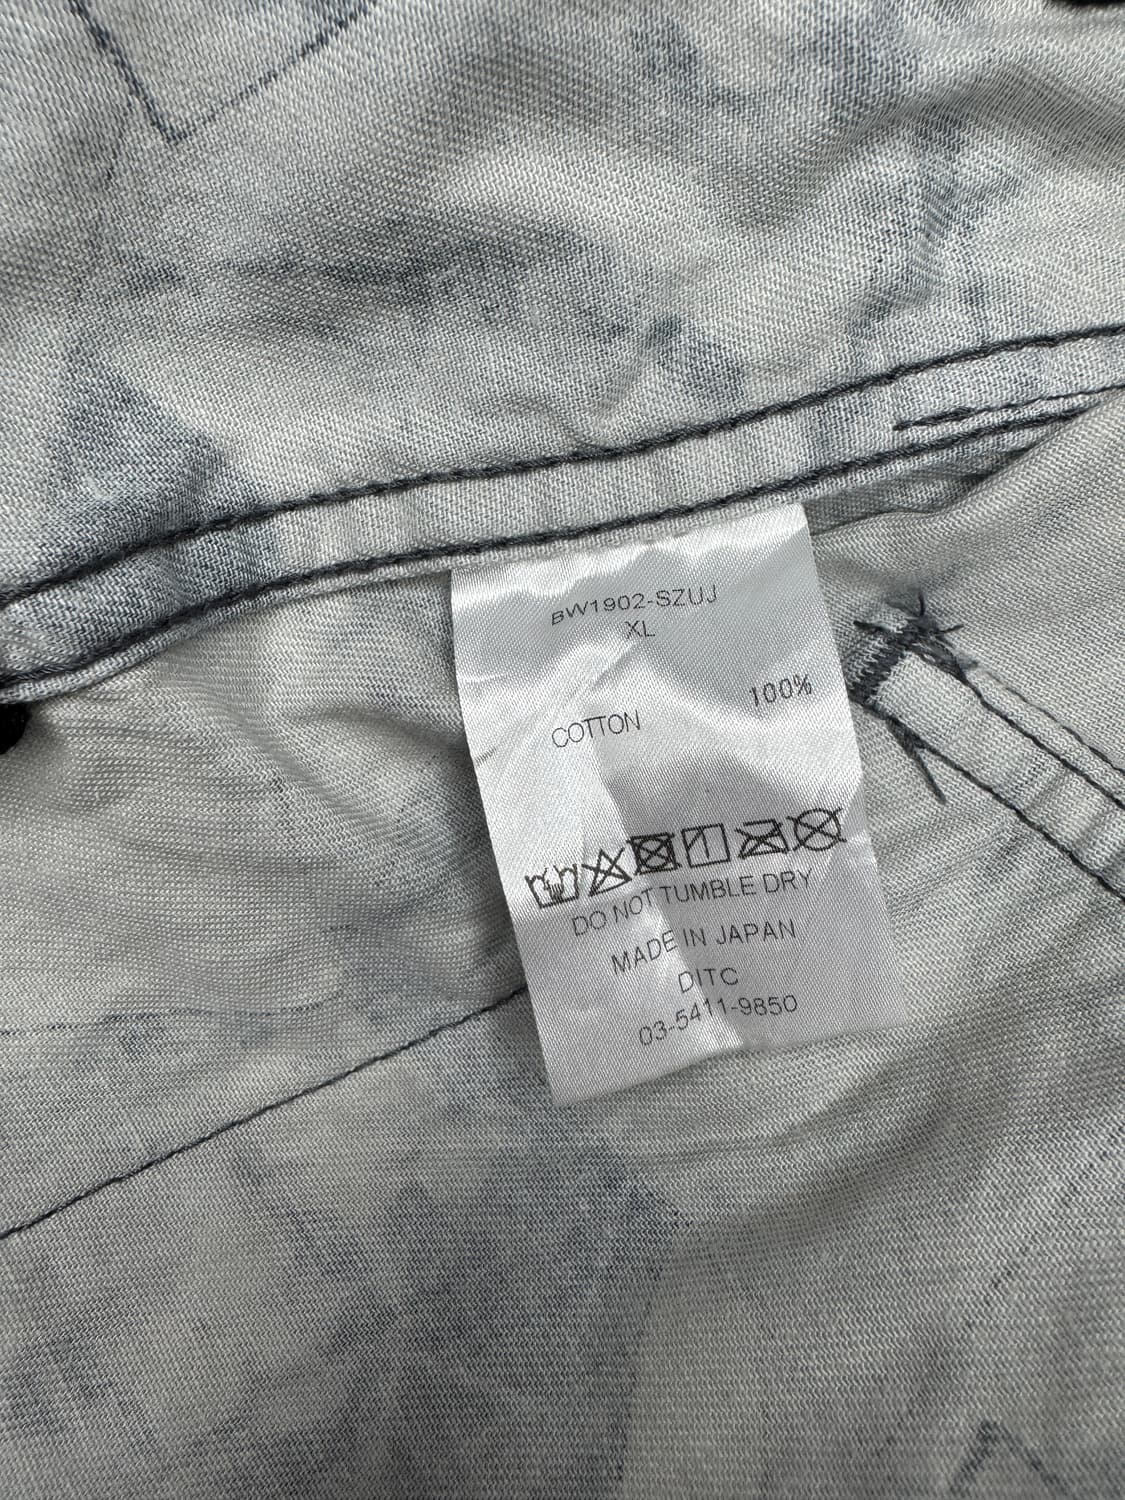 BW1902-SZUJ
XL
COTTON 100%
DO NOT TUMBLE DRY
MADE IN JAPAN
DITC
03-5411-9850